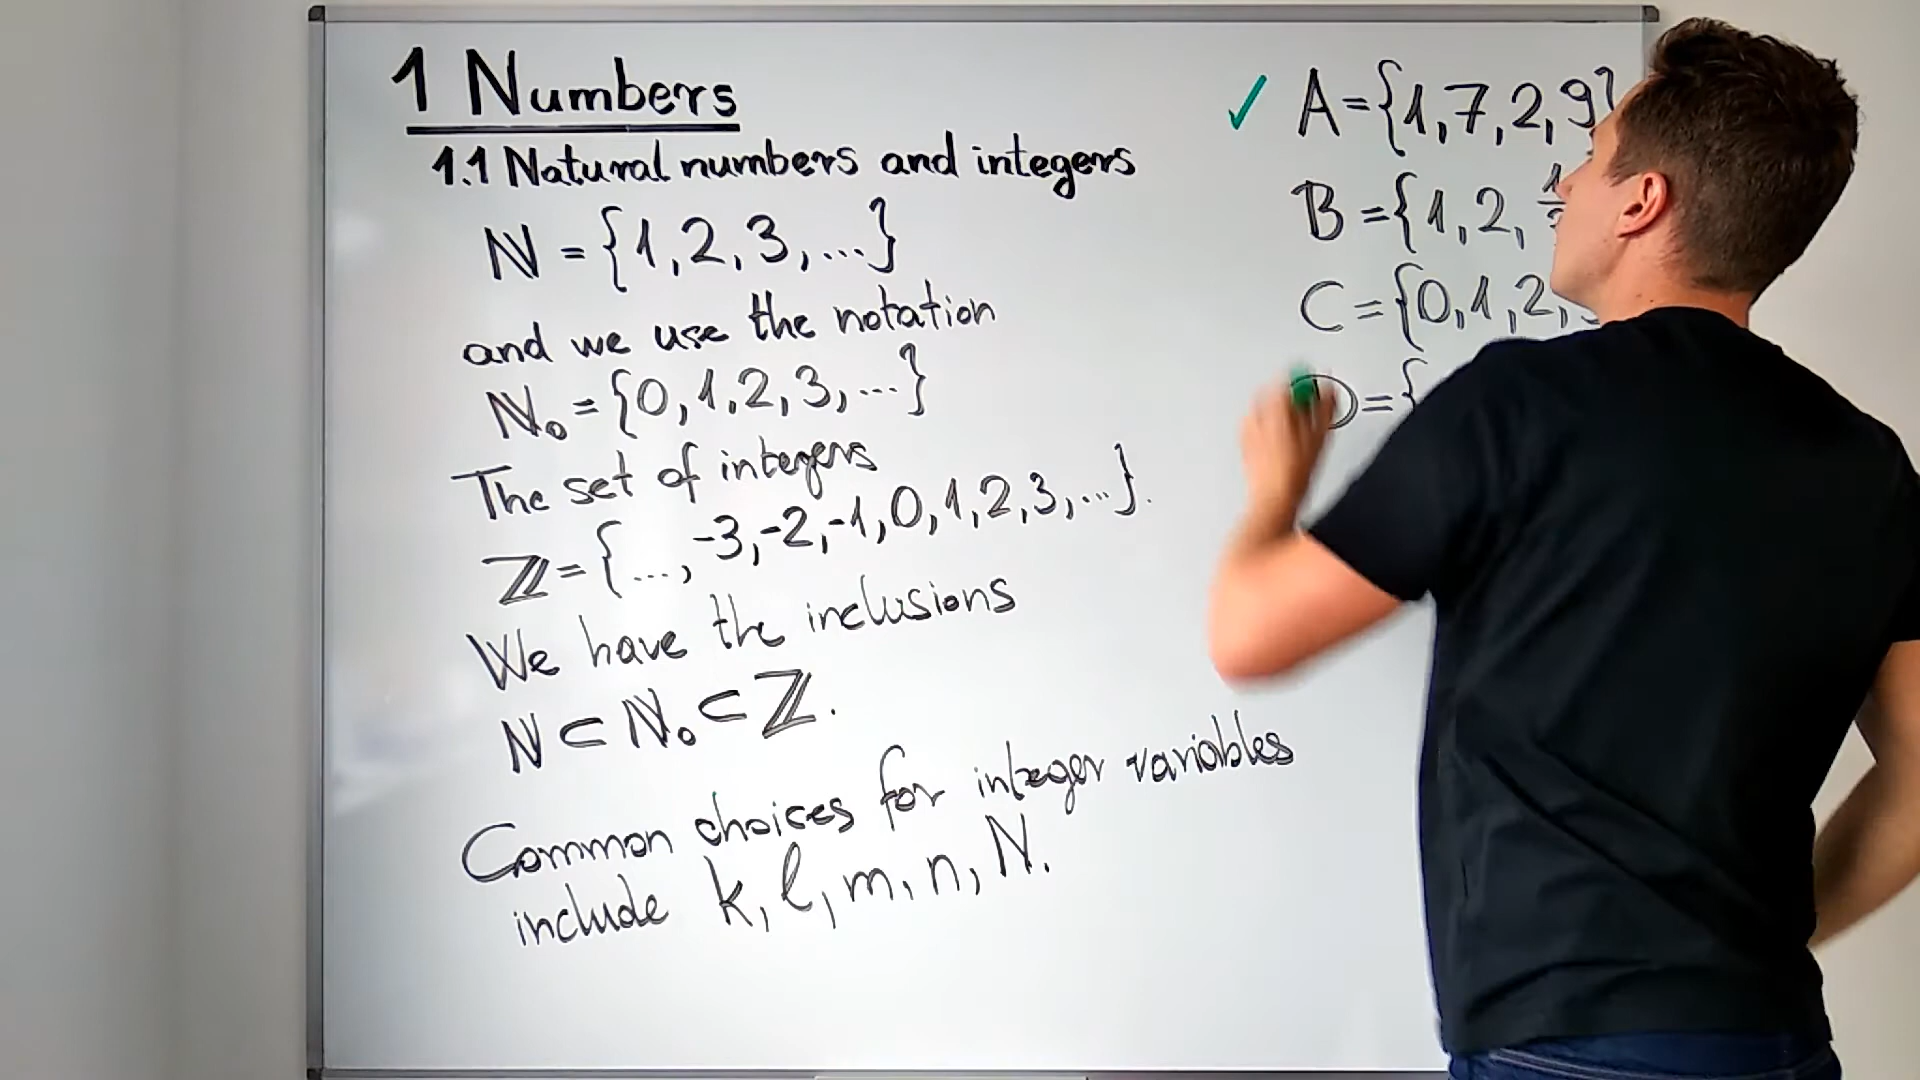 1 Numbers
1.1 Natural numbers and integers
ℕ = {1,2,3,...}
and we use the notation
ℕ₀ = {0,1,2,3,...}
The set of integers
ℤ = {..., -3,-2,-1,0,1,2,3,...}.
We have the inclusions
ℕ ⊂ ℕ₀ ⊂ ℤ.
Common choices for integer variables
include k, ℓ, m, n, N.
✓ A={1,7,2,9}
B={1,2,
C={0,1,2,
D={